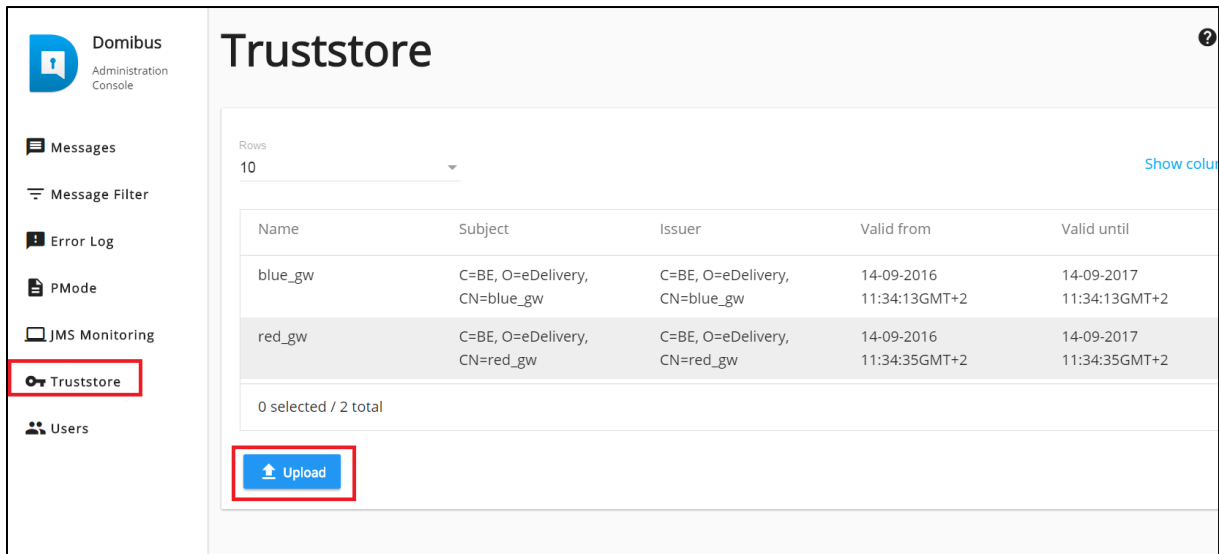 Domibus
Administration
Console
Messages
Message Filter
Error Log
PMode
JMS Monitoring
Truststore
Users
Truststore
Rows
10
Show colu
Name Subject Issuer Valid from Valid until
blue_gw C=BE, O=eDelivery, C=BE, O=eDelivery, 14-09-2016 14-09-2017
CN=blue_gw CN=blue_gw 11:34:13GMT+2 11:34:13GMT+2
red_gw C=BE, O=eDelivery, C=BE, O=eDelivery, 14-09-2016 14-09-2017
CN=red_gw CN=red_gw 11:34:35GMT+2 11:34:35GMT+2
0 selected / 2 total
Upload